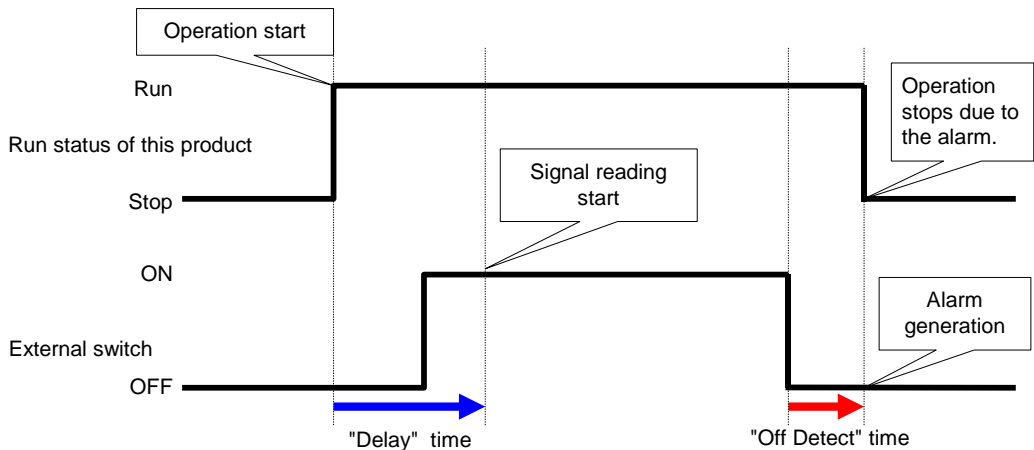 Operation start
Run
Run status of this product
Stop
Operation
stops due to
the alarm.
Signal reading
start
ON
External switch
OFF
Alarm
generation
"Delay" time
"Off Detect" time